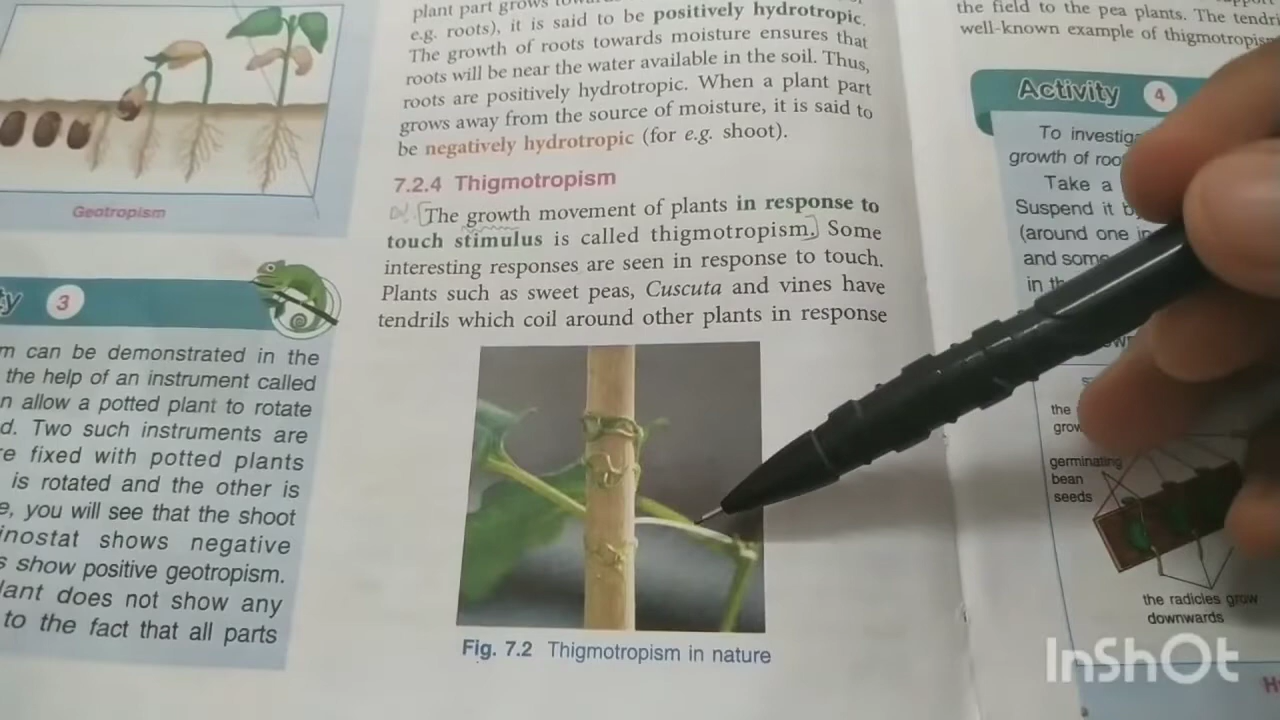 Geotropism
3
m can be demonstrated in the
the help of an instrument called
n allow a potted plant to rotate
d. Two such instruments are
e fixed with potted plants
is rotated and the other is
e, you will see that the shoot
inostat shows negative
s show positive geotropism.
lant does not show any
to the fact that all parts
plant part grows
e.g. roots), it is said to be positively hydrotropic.
The growth of roots towards moisture ensures that
roots will be near the water available in the soil. Thus,
roots are positively hydrotropic. When a plant part
grows away from the source of moisture, it is said to
be negatively hydrotropic (for e.g. shoot).
7.2.4 Thigmotropism
The growth movement of plants in response to
touch stimulus is called thigmotropism. Some
interesting responses are seen in response to touch.
Plants such as sweet peas, Cuscuta and vines have
tendrils which coil around other plants in response
Fig. 7.2 Thigmotropism in nature
the field to the pea plants. The tendri
well-known example of thigmotropism
Activity 4
To investiga
growth of roo
Take a
Suspend it b
(around one in
and some
in th
the
grow
germinating
bean
seeds
the radicles grow
downwards
InShOt